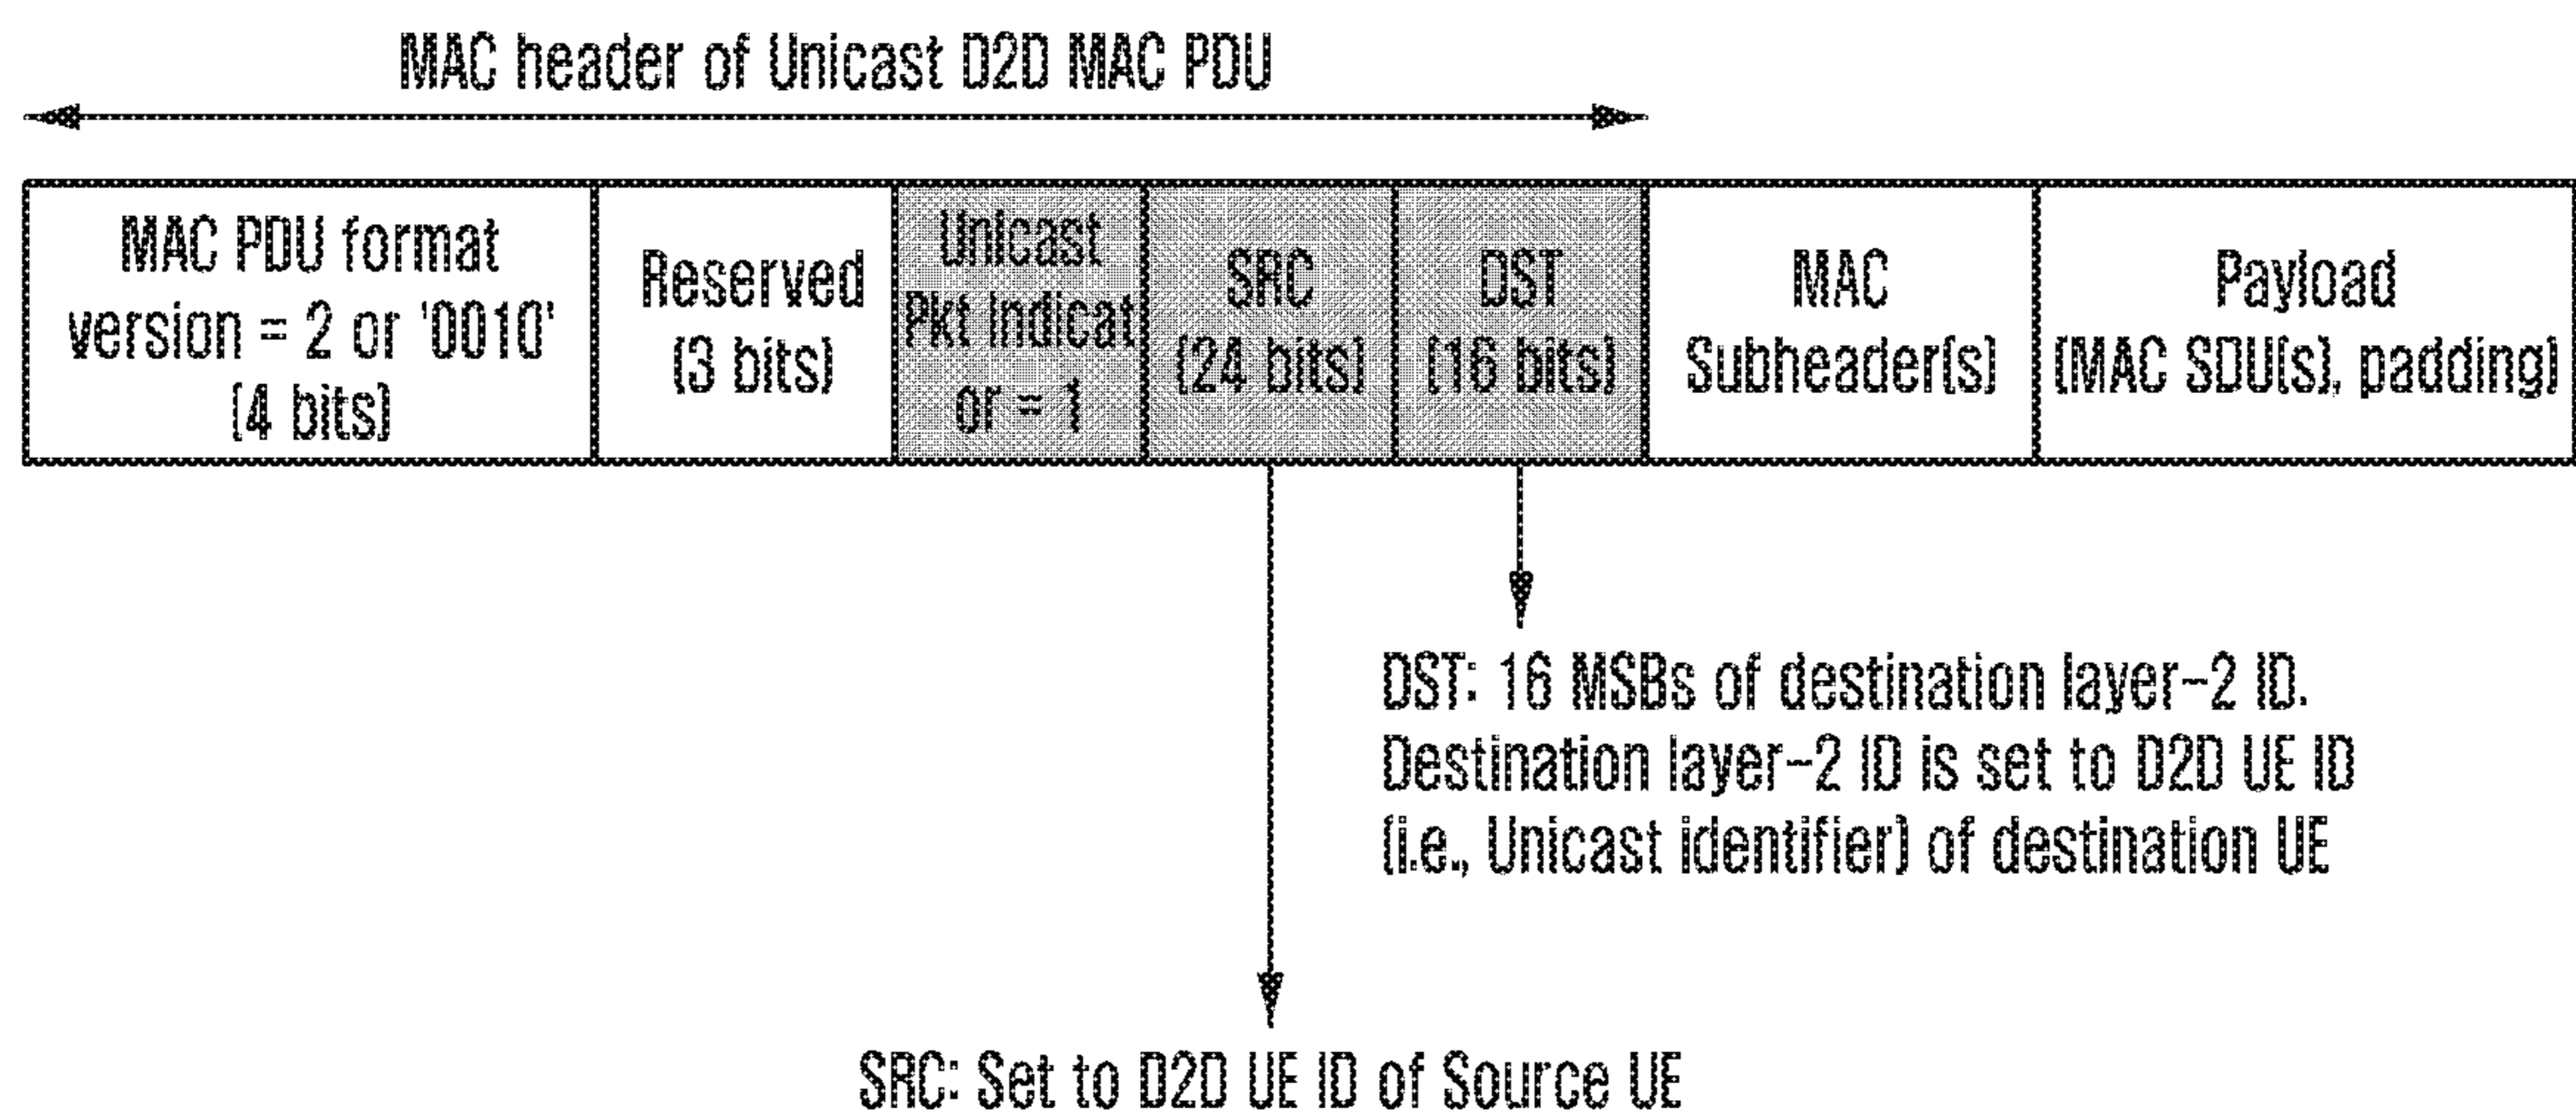 MAC header of Unicast D2D MAC PDU
MAC PDU format
version = 2 or '0010'
(4 bits)
Reserved
(3 bits)
Unicast
Pkt Indicat
or = 1
SRC
(24 bits)
DST
(16 bits)
MAC
Subheader(s)
Payload
(MAC SDU(s), padding)
DST: 16 MSBs of destination layer-2 ID.
Destination layer-2 ID is set to D2D UE ID
(i.e., Unicast identifier) of destination UE
SRC: Set to D2D UE ID of Source UE